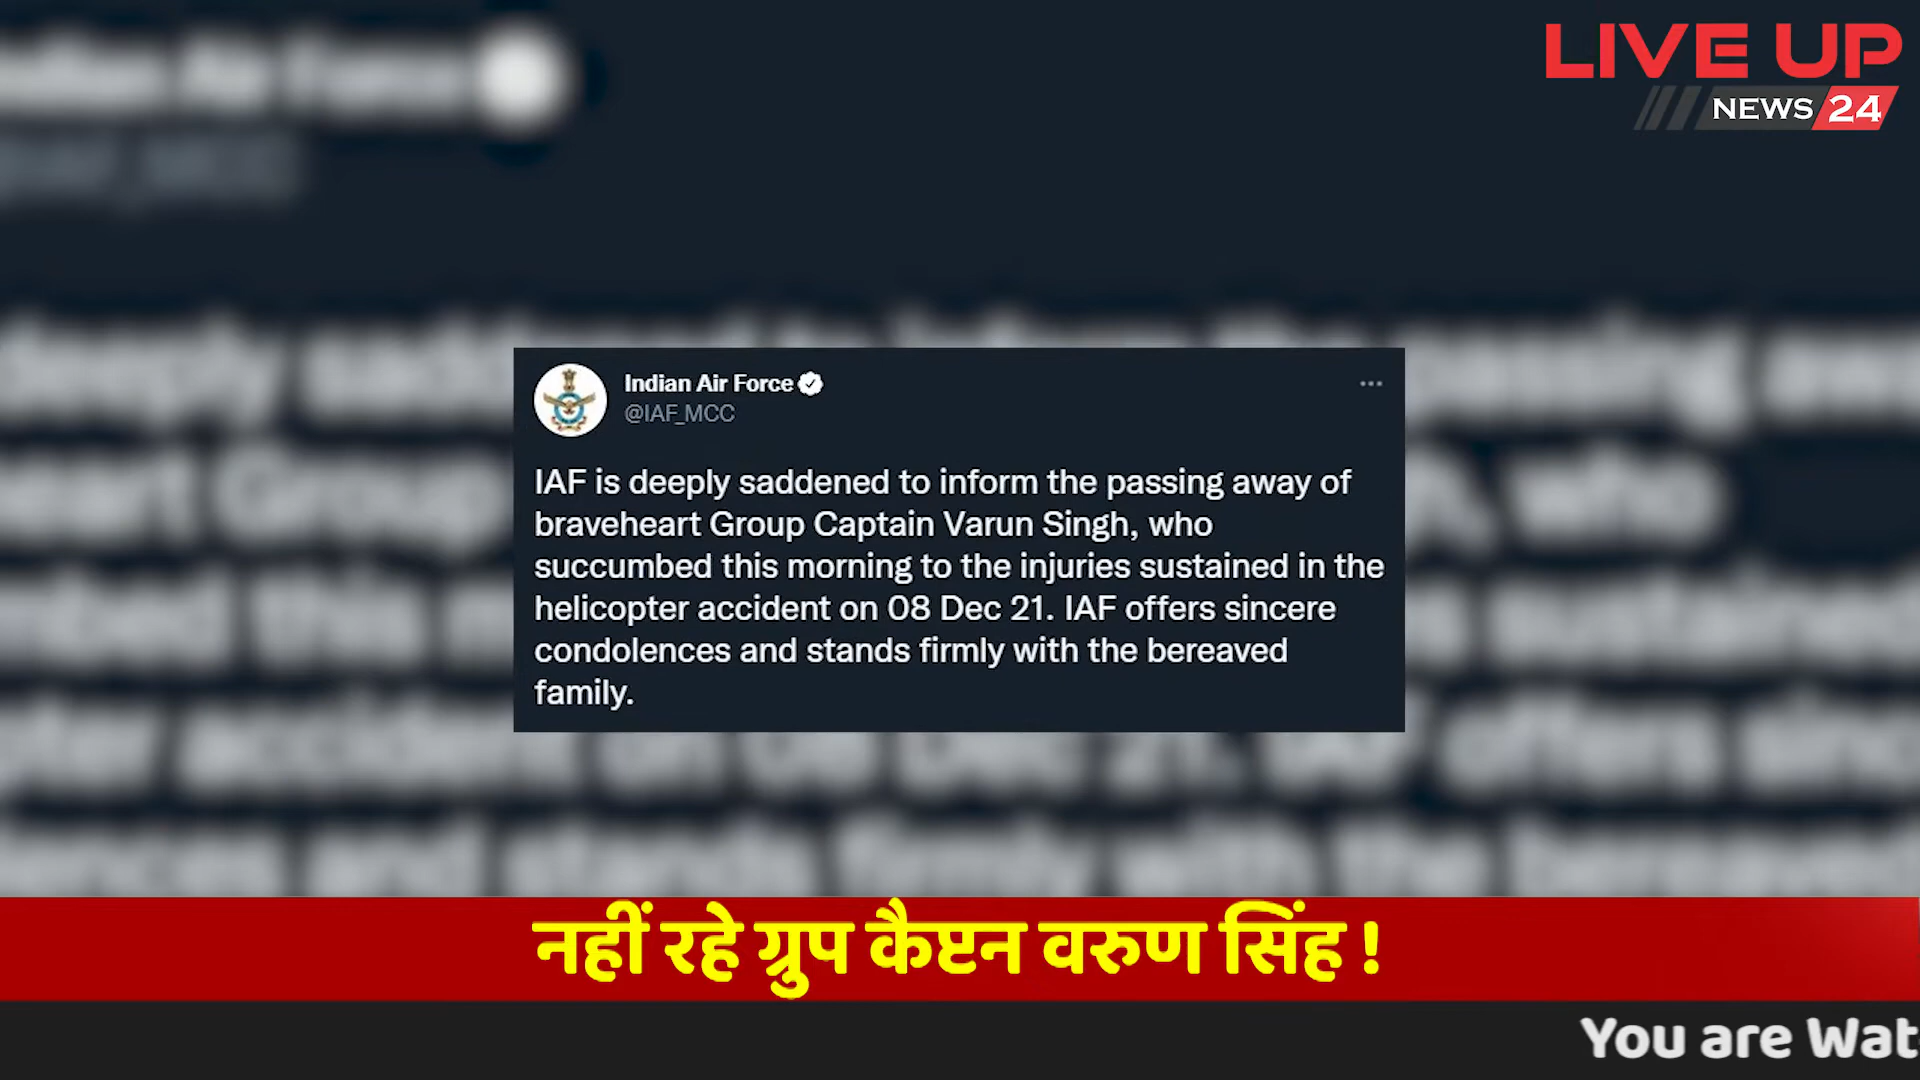 LIVE UP
NEWS 24
Indian Air Force
@IAF_MCC
IAF is deeply saddened to inform the passing away of
braveheart Group Captain Varun Singh, who
succumbed this morning to the injuries sustained in the
helicopter accident on 08 Dec 21. IAF offers sincere
condolences and stands firmly with the bereaved
family.
नहीं रहे ग्रुप कैप्टन वरुण सिंह !
You are Wat